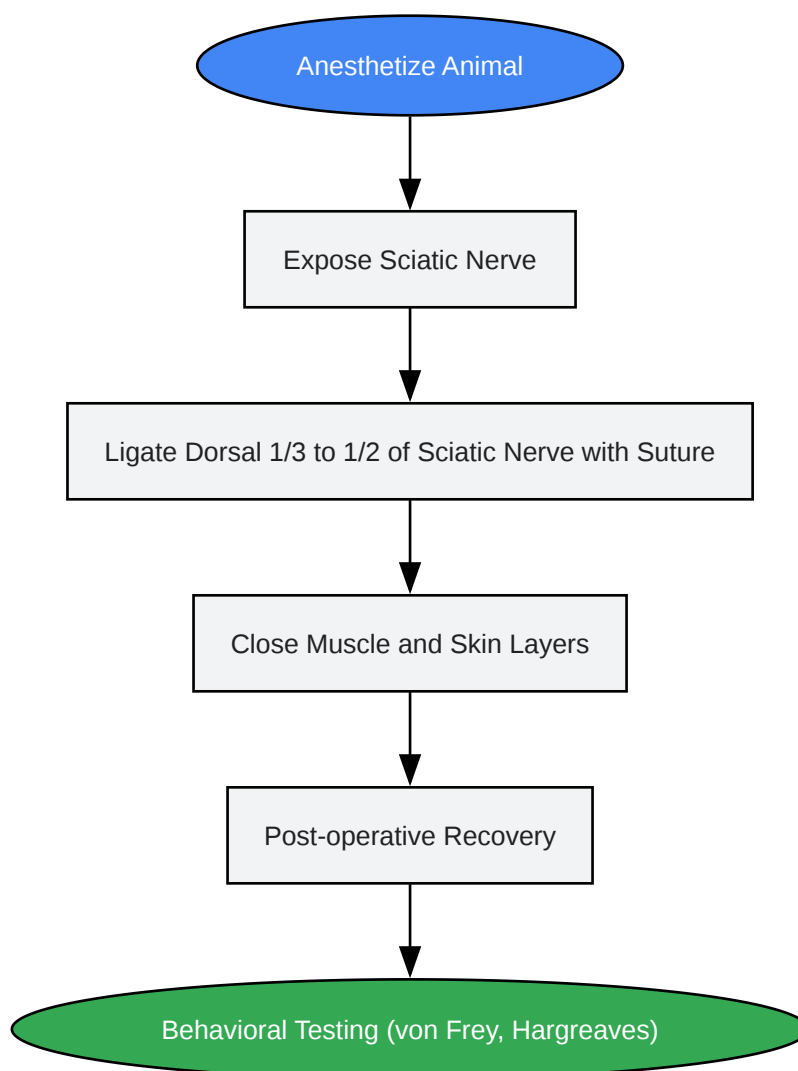 Anesthetize Animal
Expose Sciatic Nerve
Ligate Dorsal 1/3 to 1/2 of Sciatic Nerve with Suture
Close Muscle and Skin Layers
Post-operative Recovery
Behavioral Testing (von Frey, Hargreaves)